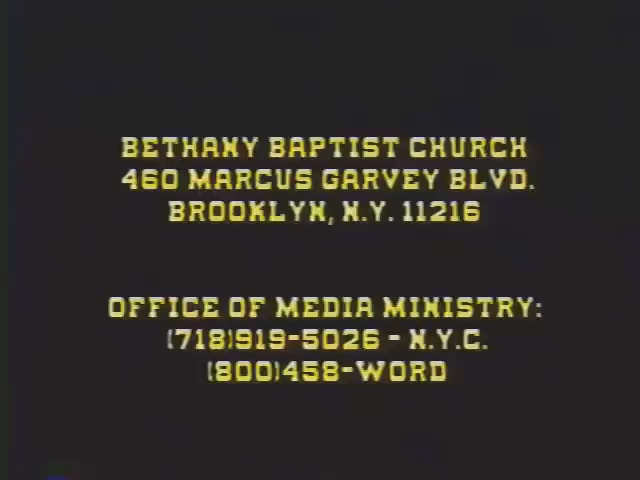 BETHANY BAPTIST CHURCH
460 MARCUS GARVEY BLVD.
BROOKLYN, N.Y. 11216
OFFICE OF MEDIA MINISTRY:
(718)919-5026 - N.Y.C.
(800)458-WORD